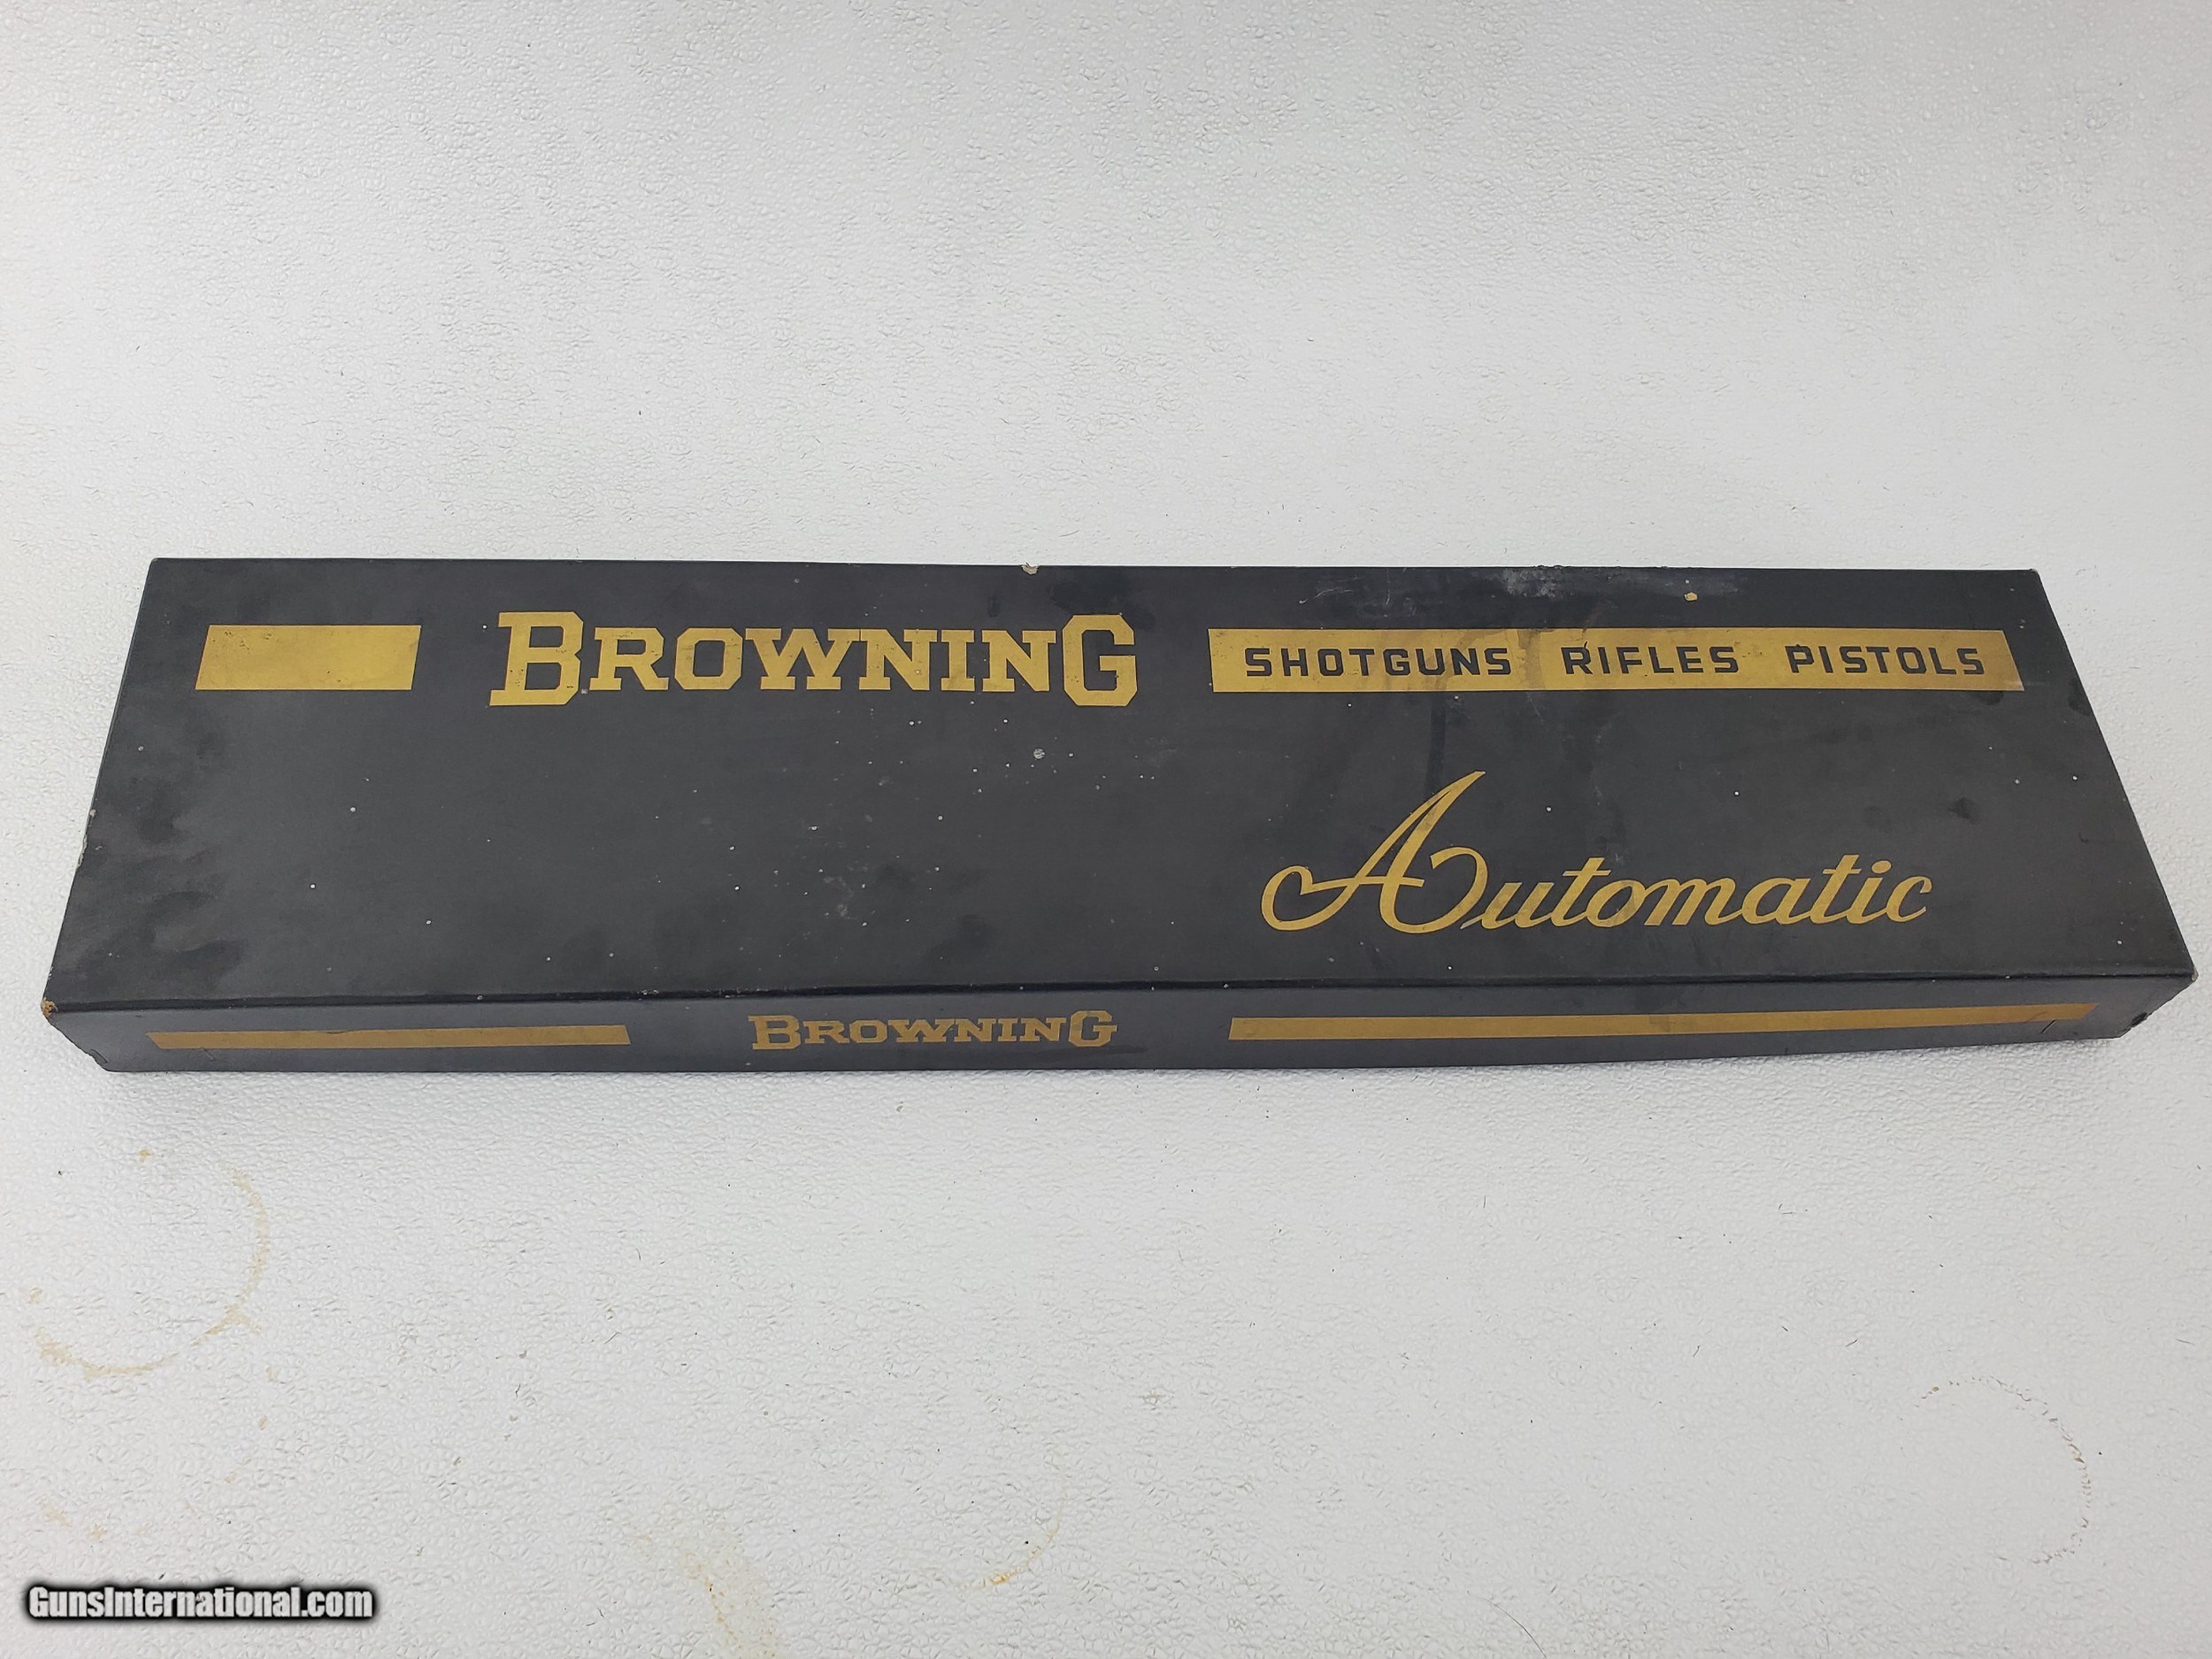 BROWNING SHOTGUNS RIFLES PISTOLS
Automatic
BROWNING
GunsInternational.com